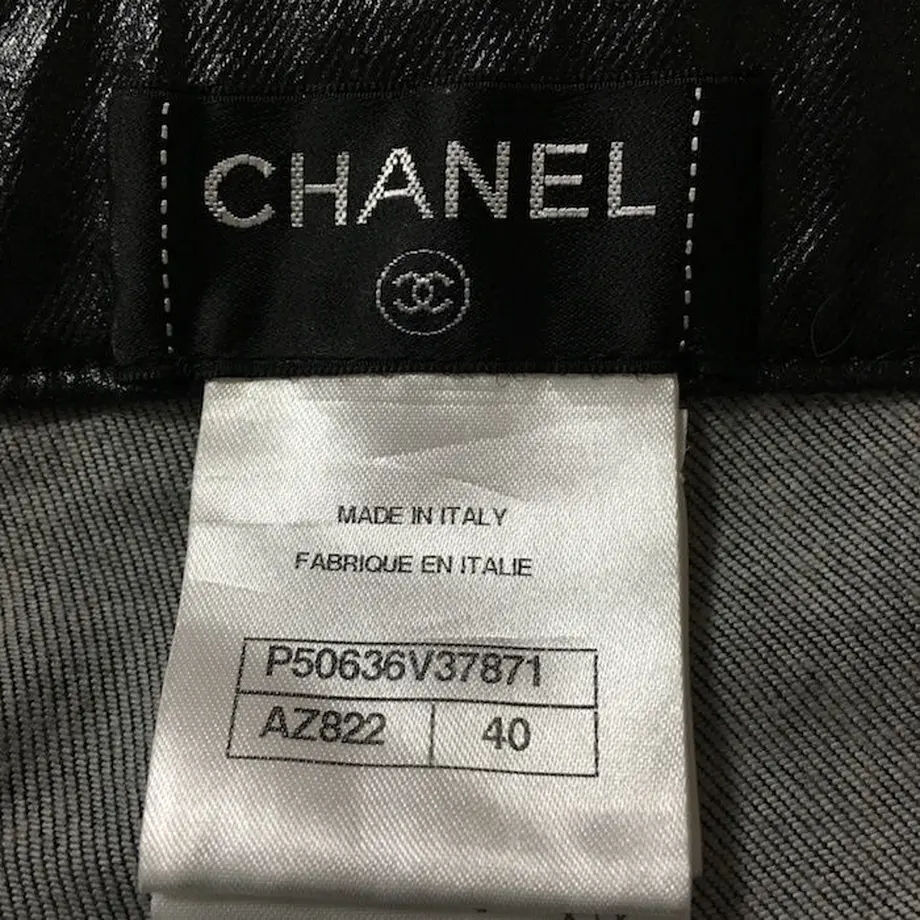 CHANEL
MADE IN ITALY
FABRIQUE EN ITALIE
P50636V37871
AZ822 40